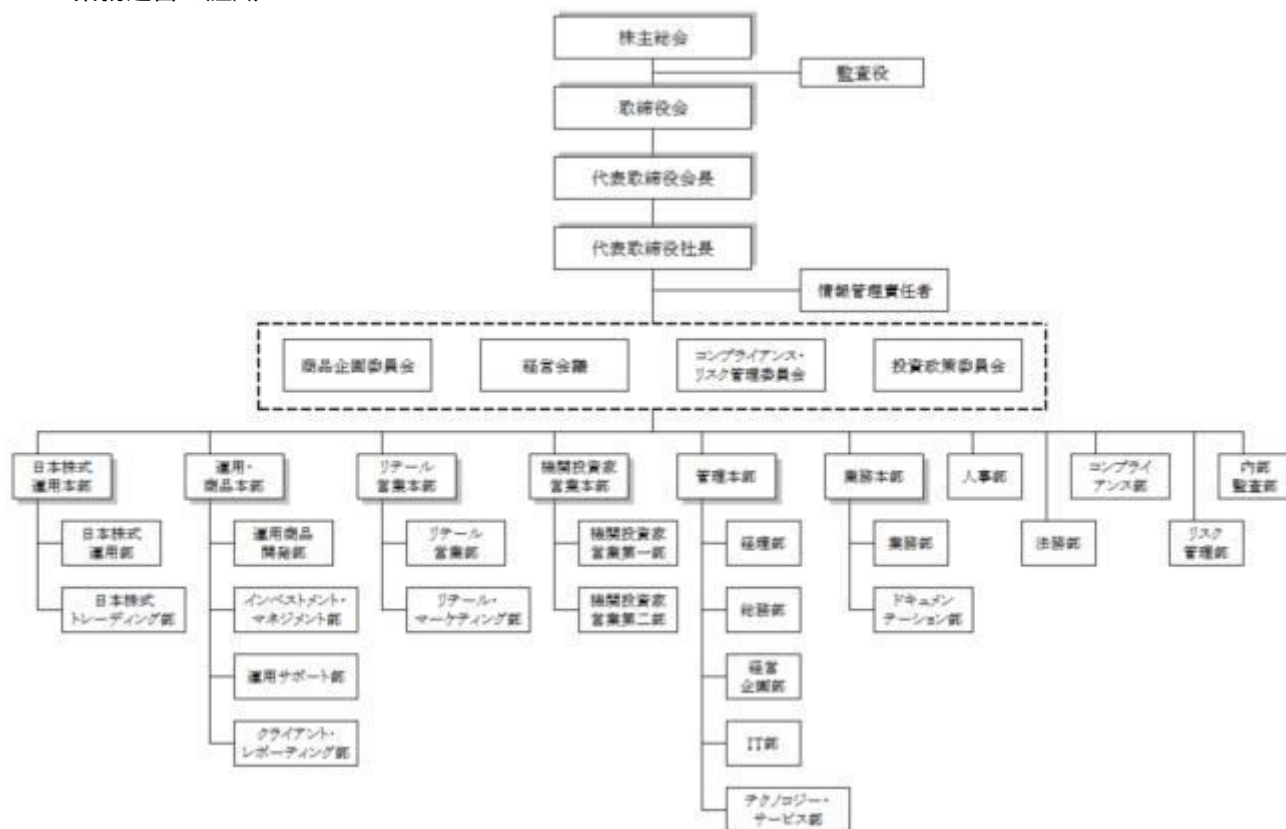 株主総会
監査役
取締役会
代表取締役会長
代表取締役社長
情報管理責任者
商品企画委員会
経営会議
コンプライアンス・
リスク管理委員会
投資政策委員会
日本株式
運用本部
運用・
商品本部
リテール
営業本部
機関投資家
営業本部
管理本部
業務本部
人事部
コンプライ
アンス部
内部
監査部
日本株式
運用部
運用商品
開発部
リテール
営業部
機関投資家
営業第一部
経理部
業務部
法務部
リスク
管理部
日本株式
トレーディング部
インベストメント・
マネジメント部
リテール・
マーケティング部
機関投資家
営業第二部
総務部
ドキュメン
テーション部
運用サポート部
経営
企画部
クライアント・
レポーティング部
IT部
テクノロジー・
サービス部